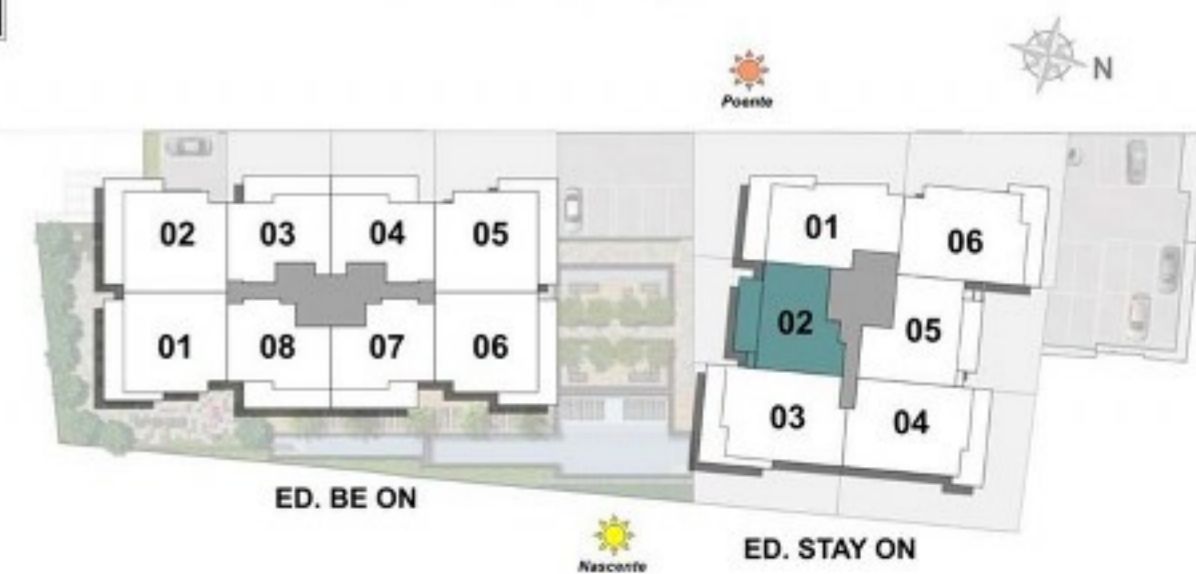 N
Poente
02 03 04 05
01 08 07 06
01 06
02 05
03 04
ED. BE ON
Nascente
ED. STAY ON